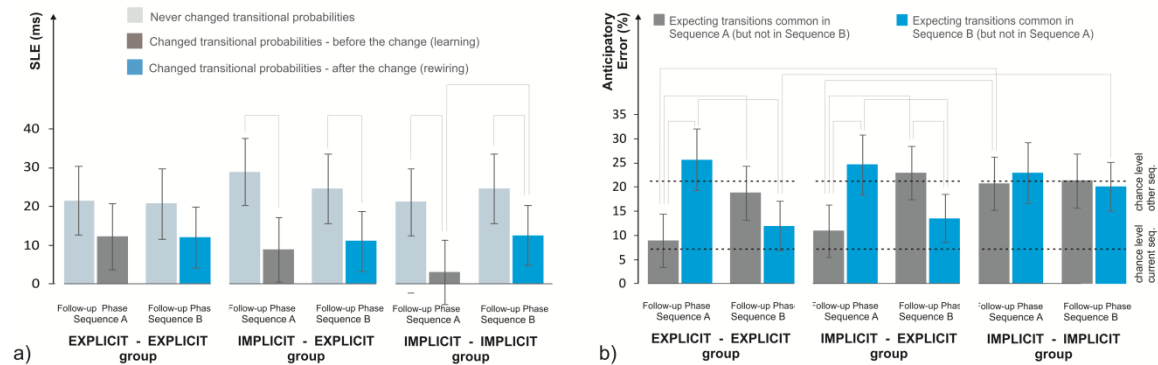 SLE (ms)
Never changed transitional probabilities
Changed transitional probabilities - before the change (learning)
Changed transitional probabilities - after the change (rewiring)
40
30
20
10
0
Follow-up Phase Follow-up Phase Follow-up Phase Follow-up Phase Follow-up Phase Follow-up Phase
Sequence A Sequence B Sequence A Sequence B Sequence A Sequence B
EXPLICIT - EXPLICIT IMPLICIT - EXPLICIT IMPLICIT - IMPLICIT
group group group
a)
Anticipatory
Error (%)
Expecting transitions common in
Sequence A (but not in Sequence B)
Expecting transitions common in
Sequence B (but not in Sequence A)
35
30
25
20
15
10
5
0
chance level
other seq.
chance level
current seq.
Follow-up Phase Follow-up Phase Follow-up Phase Follow-up Phase Follow-up Phase Follow-up Phase
Sequence A Sequence B Sequence A Sequence B Sequence A Sequence B
EXPLICIT - EXPLICIT IMPLICIT - EXPLICIT IMPLICIT - IMPLICIT
group group group
b)